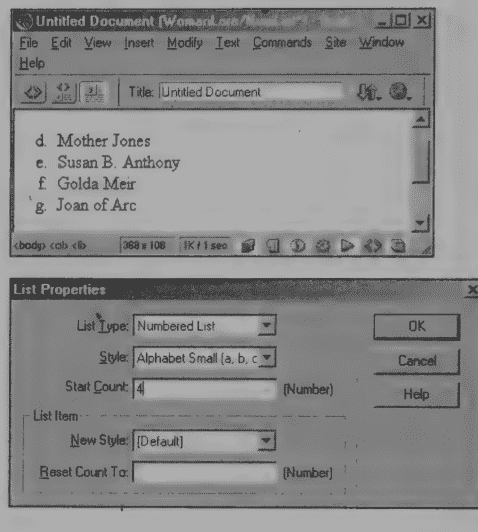 Untitled Document
File Edit View Insert Modify Text Commands Site Window
Help
Title: Untitled Document
d. Mother Jones
e. Susan B. Anthony
f. Golda Meir
g. Joan of Arc
<body> <ol> <li> 368 x 108 1K / 1 sec
List Properties
List Type: Numbered List OK
Style: Alphabet Small (a, b, c Cancel
Start Count: 4 (Number) Help
List Item
New Style: [Default]
Reset Count To: (Number)